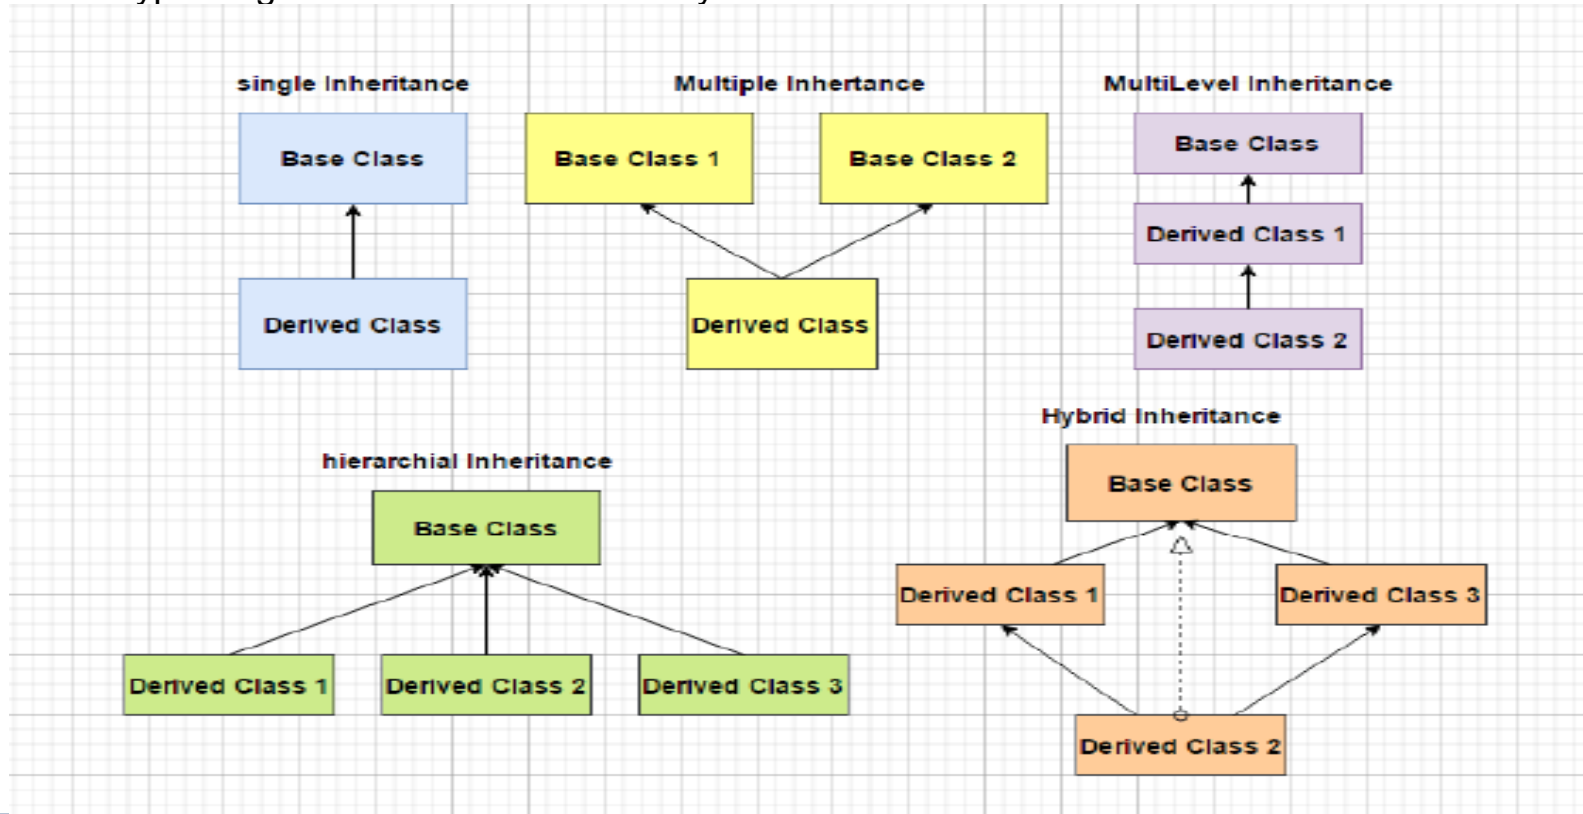 single Inheritance
Multiple Inhertance
MultiLevel Inheritance
Base Class
Base Class 1
Base Class 2
Base Class
Derived Class 1
Derived Class
Derived Class
Derived Class 2
Hybrid Inheritance
hierarchial Inheritance
Base Class
Base Class
Derived Class 1
Derived Class 3
Derived Class 1
Derived Class 2
Derived Class 3
Derived Class 2